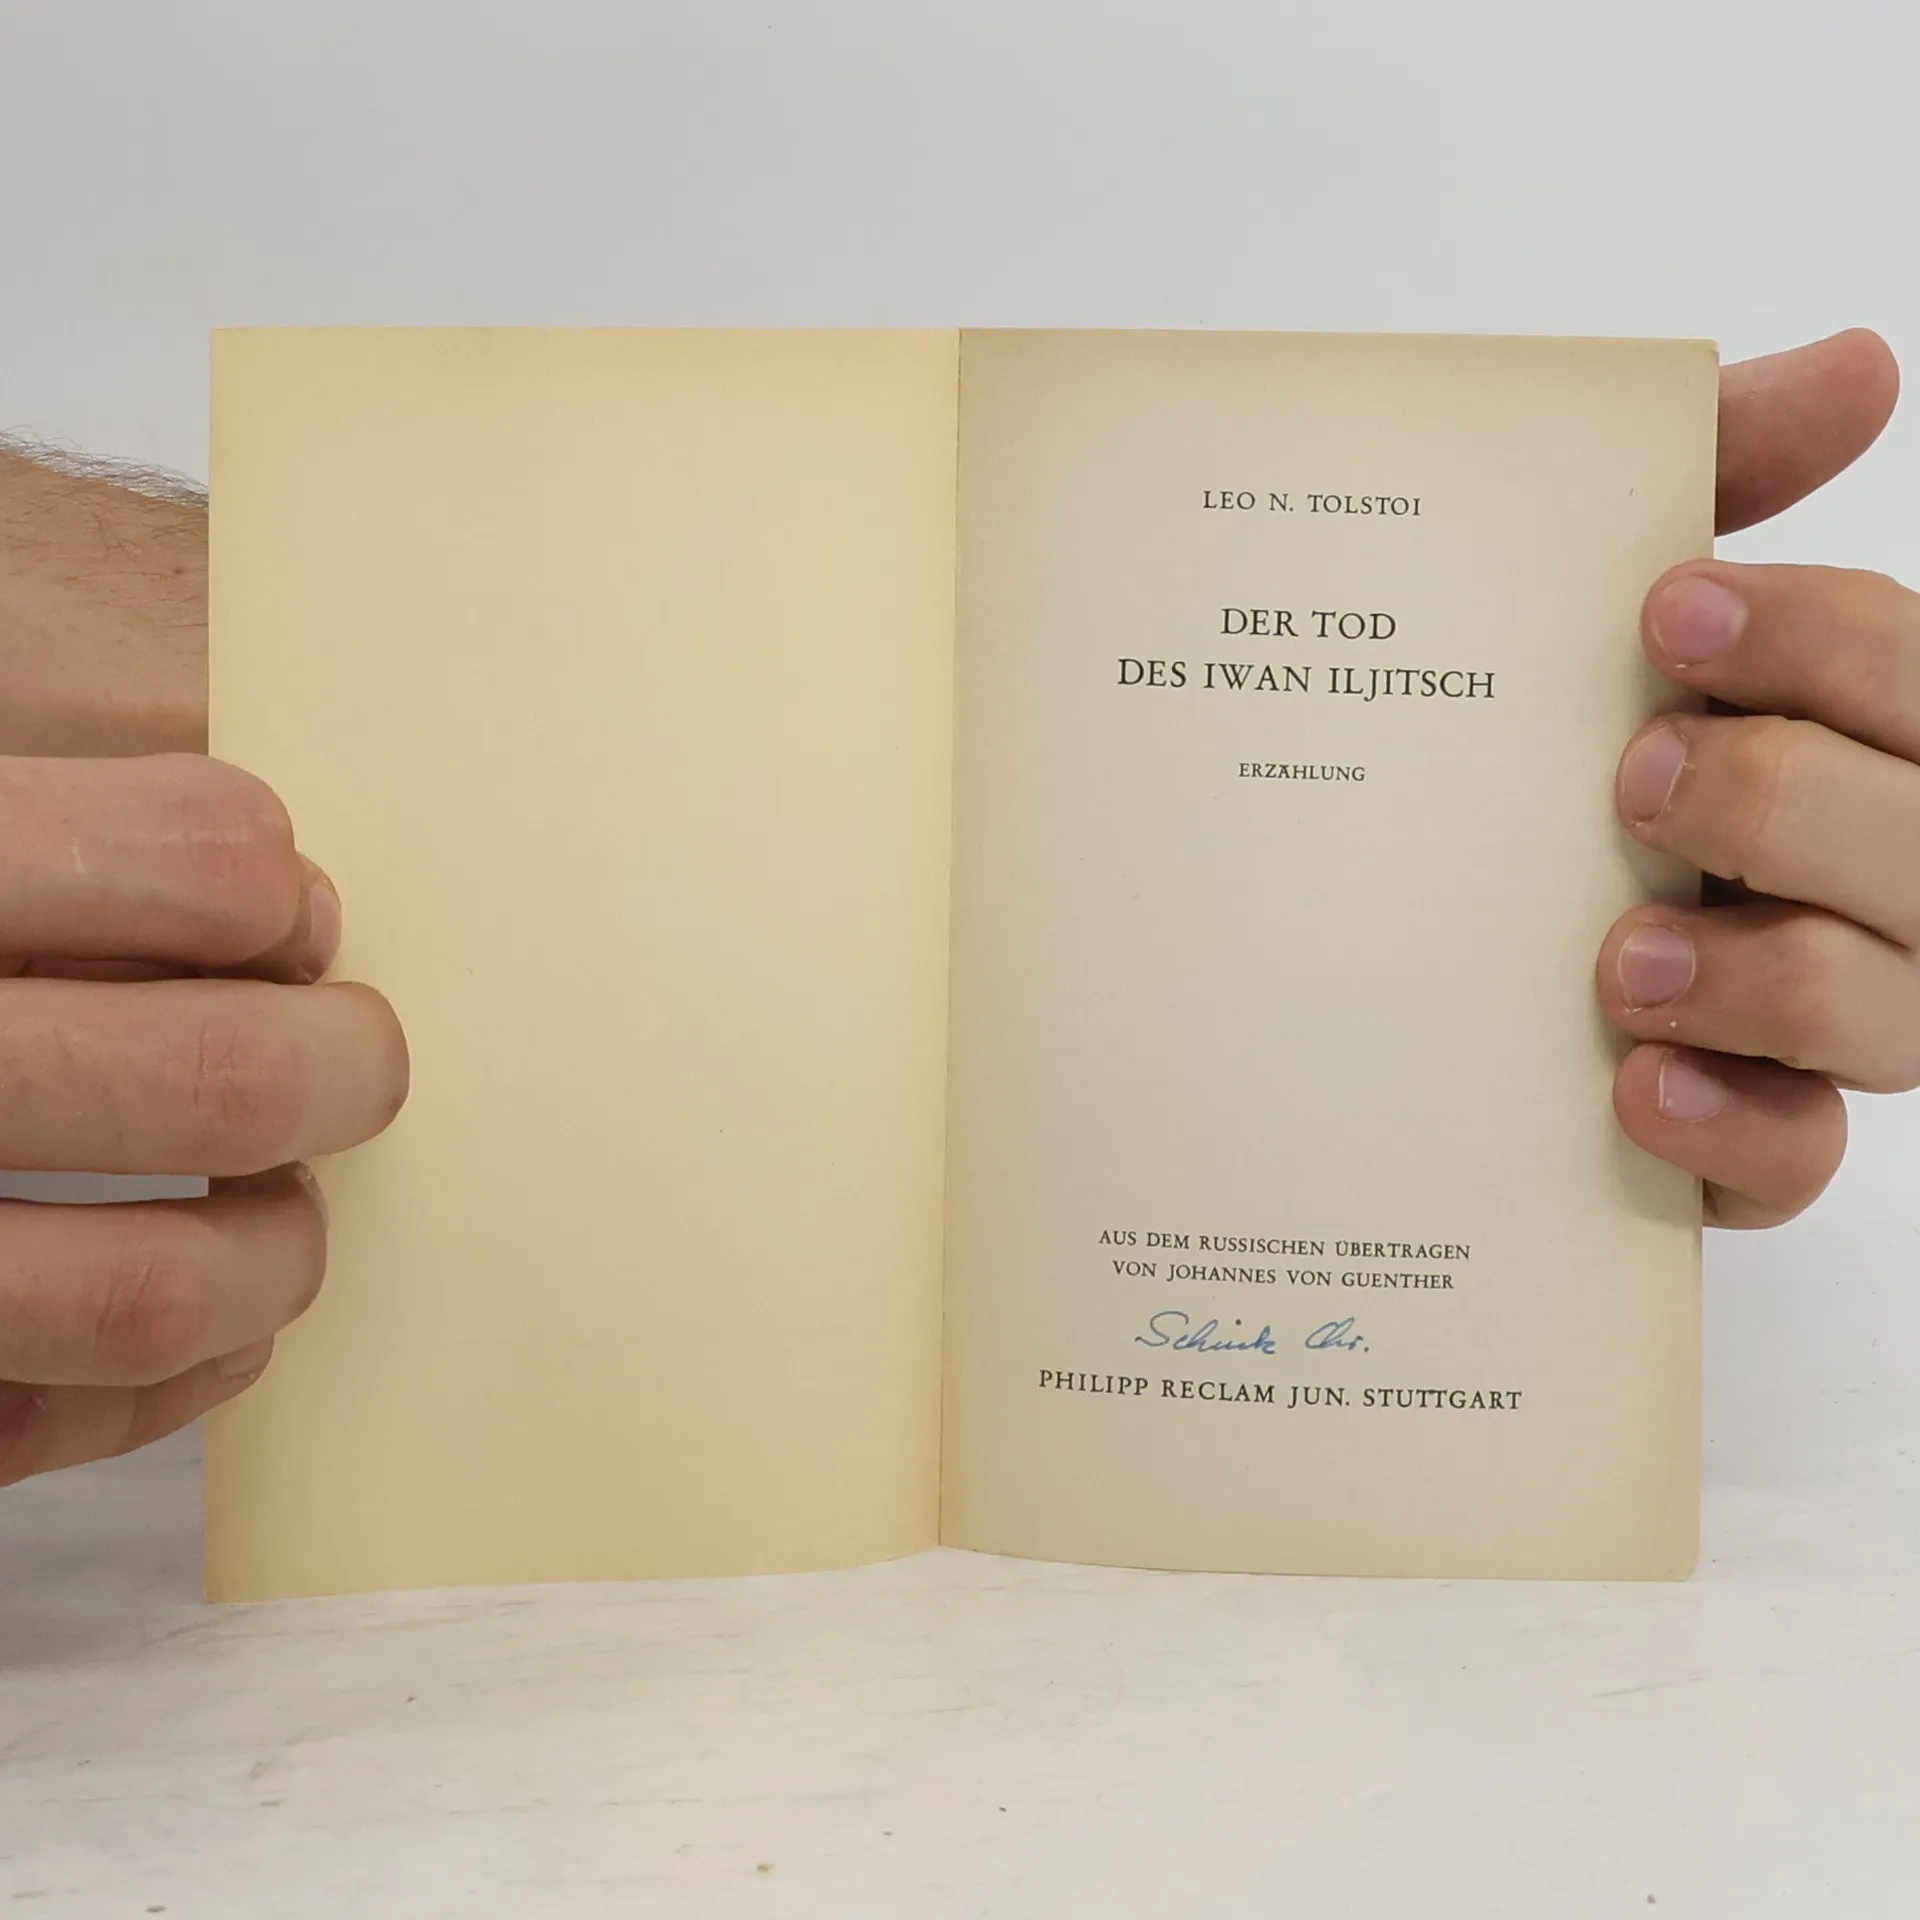 LEO N. TOLSTOI
DER TOD
DES IWAN ILJITSCH
ERZÄHLUNG
AUS DEM RUSSISCHEN ÜBERTRAGEN
VON JOHANNES VON GUENTHER
Chr.
PHILIPP RECLAM JUN. STUTTGART